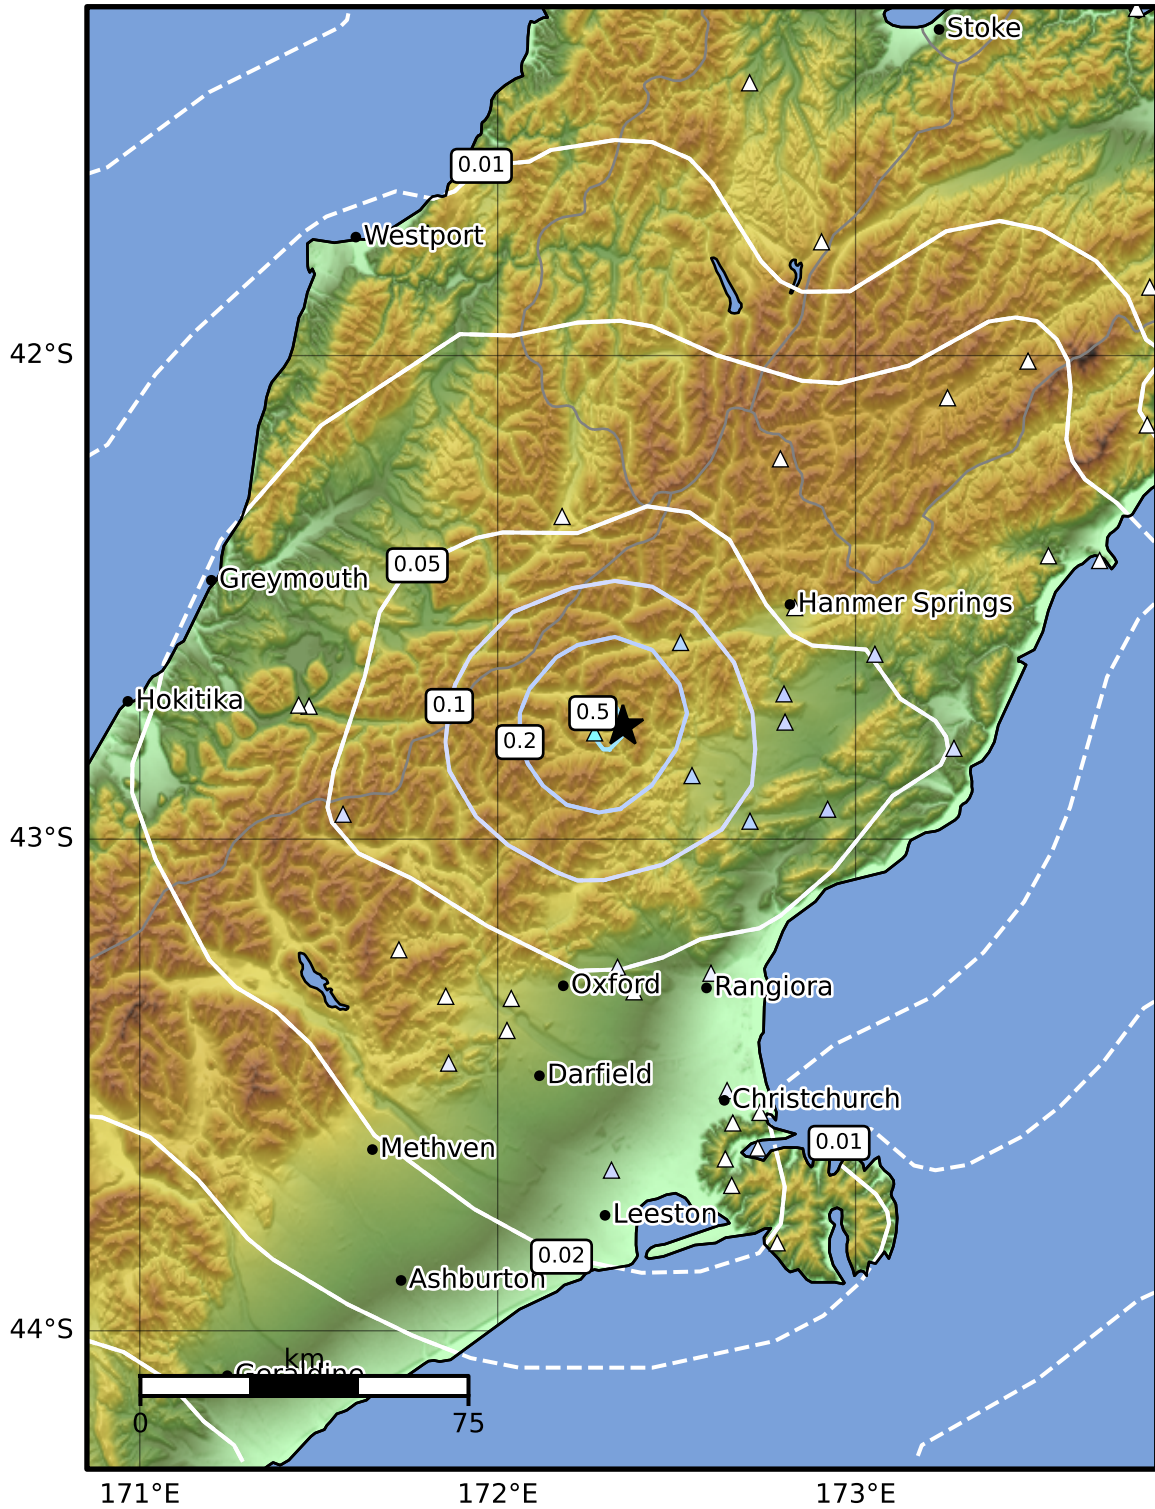 Stoke
0.01
Westport
42°S
0.05
Greymouth
Hanmer Springs
Hokitika
0.1
0.5
0.2
43°S
Oxford
Rangiora
Darfield
Christchurch
0.01
Methven
Leeston
0.02
Ashburton
44°S
km
Geraldine
0
75
171°E
172°E
173°E